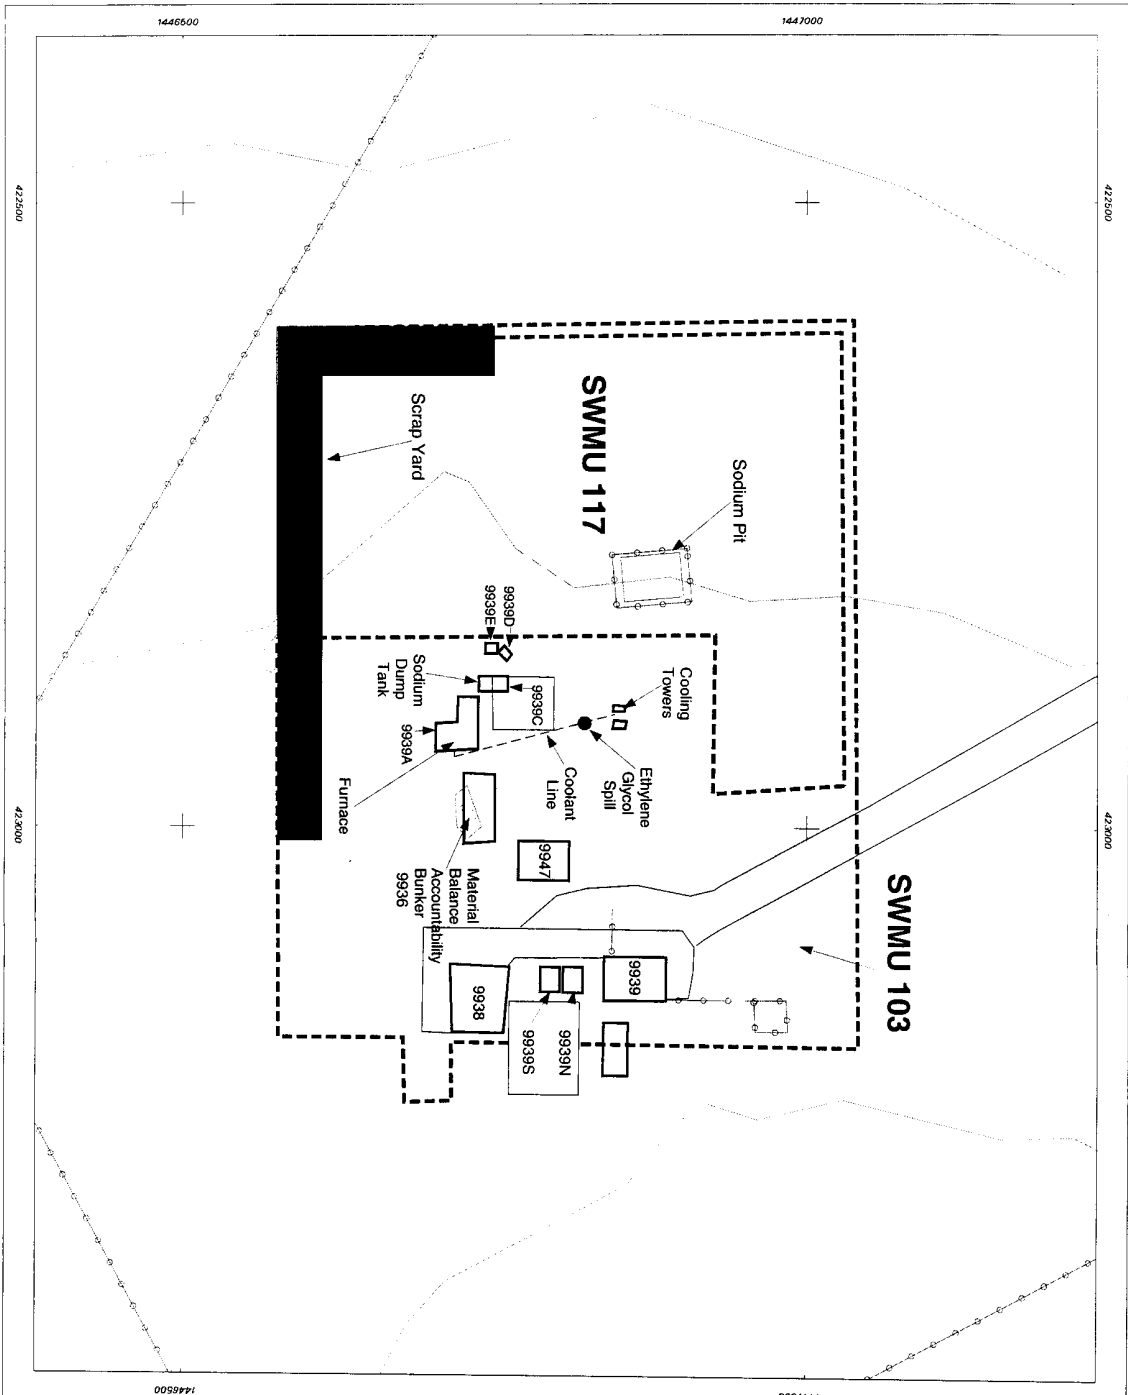 1446500
1447000
422500
422500
SWMU 117
Scrap Yard
Sodium Pit
9939D
9939E
Sodium
Dump
Tank
9939C
9939A
Cooling
Towers
Furnace
Coolant
Line
Ethylene
Glycol
Spill
423000
423000
9947
Material
Balance
Accountability
Bunker
9936
SWMU 103
9938
9939
9939S
9939N
1446500